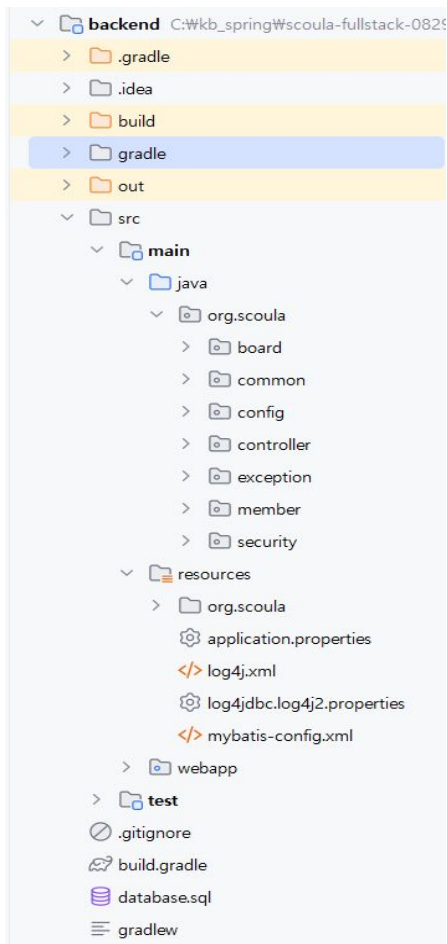 backend C:₩kb_spring₩scoula-fullstack-0829
.gradle
.idea
build
gradle
out
src
main
java
org.scoula
board
common
config
controller
exception
member
security
resources
org.scoula
application.properties
log4j.xml
log4jdbc.log4j2.properties
mybatis-config.xml
webapp
test
.gitignore
build.gradle
database.sql
gradlew